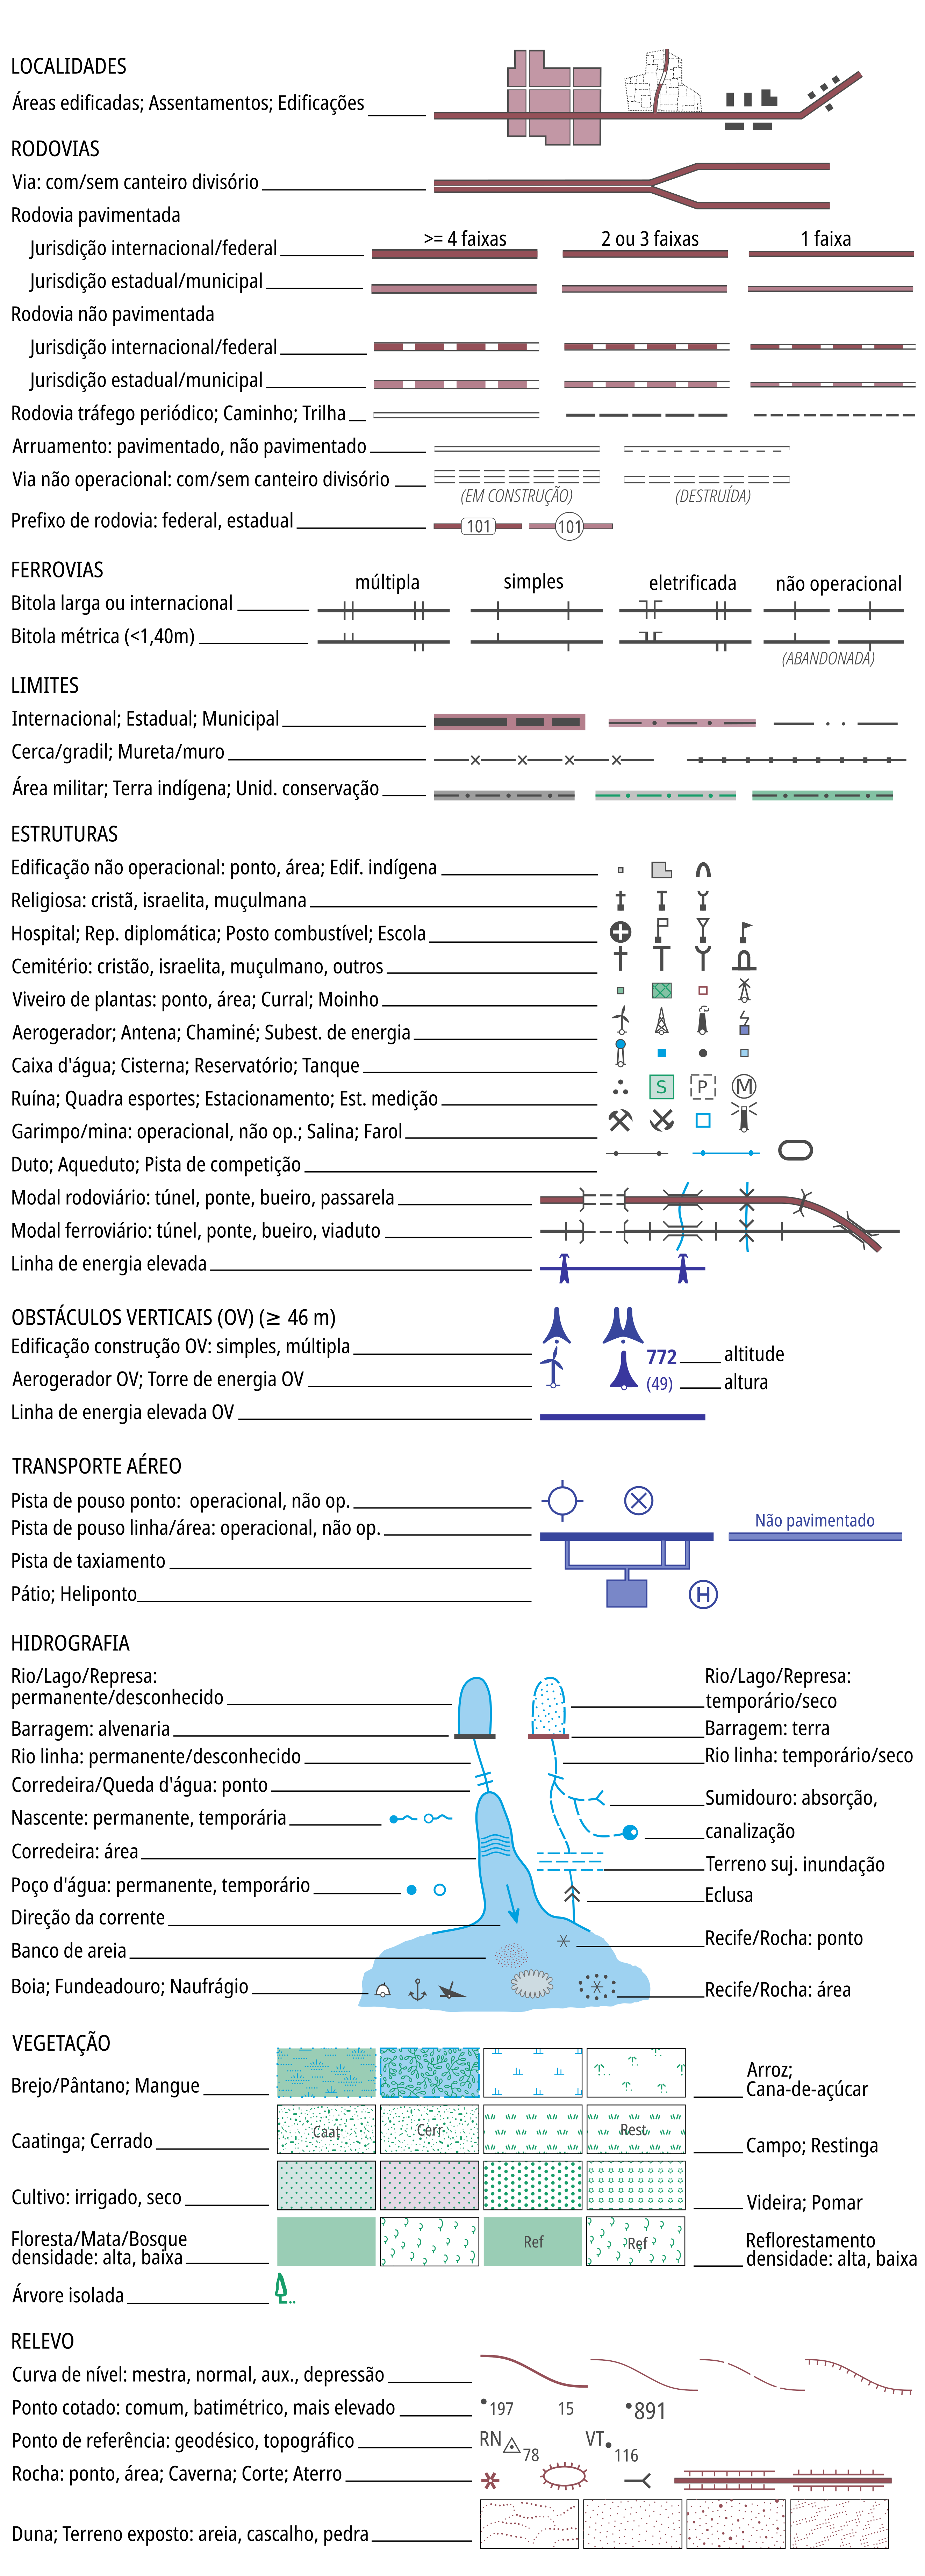 LOCALIDADES
Áreas edificadas; Assentamentos; Edificações
RODOVIAS
Via: com/sem canteiro divisório
Rodovia pavimentada
>= 4 faixas 2 ou 3 faixas 1 faixa
Jurisdição internacional/federal
Jurisdição estadual/municipal
Rodovia não pavimentada
Jurisdição internacional/federal
Jurisdição estadual/municipal
Rodovia tráfego periódico; Caminho; Trilha
Arruamento: pavimentado, não pavimentado
Via não operacional: com/sem canteiro divisório
(EM CONSTRUÇÃO) (DESTRUÍDA)
Prefixo de rodovia: federal, estadual 101 101
FERROVIAS
múltipla simples eletrificada não operacional
Bitola larga ou internacional
Bitola métrica (<1,40m)
(ABANDONADA)
LIMITES
Internacional; Estadual; Municipal
Cerca/gradil; Mureta/muro
Área militar; Terra indígena; Unid. conservação
ESTRUTURAS
Edificação não operacional: ponto, área; Edif. indígena
Religiosa: cristã, israelita, muçulmana
Hospital; Rep. diplomática; Posto combustível; Escola
Cemitério: cristão, israelita, muçulmano, outros
Viveiro de plantas: ponto, área; Curral; Moinho
Aerogerador; Antena; Chaminé; Subest. de energia
Caixa d'água; Cisterna; Reservatório; Tanque
Ruína; Quadra esportes; Estacionamento; Est. medição S P M
Garimpo/mina: operacional, não op.; Salina; Farol
Duto; Aqueduto; Pista de competição
Modal rodoviário: túnel, ponte, bueiro, passarela
Modal ferroviário: túnel, ponte, bueiro, viaduto
Linha de energia elevada
OBSTÁCULOS VERTICAIS (OV) (≥ 46 m)
Edificação construção OV: simples, múltipla
772 altitude
Aerogerador OV; Torre de energia OV (49) altura
Linha de energia elevada OV
TRANSPORTE AÉREO
Pista de pouso ponto: operacional, não op.
Pista de pouso linha/área: operacional, não op. Não pavimentado
Pista de taxiamento
Pátio; Heliponto H
HIDROGRAFIA
Rio/Lago/Represa: Rio/Lago/Represa:
permanente/desconhecido temporário/seco
Barragem: alvenaria Barragem: terra
Rio linha: permanente/desconhecido Rio linha: temporário/seco
Corredeira/Queda d'água: ponto Sumidouro: absorção,
Nascente: permanente, temporária canalização
Corredeira: área Terreno suj. inundação
Poço d'água: permanente, temporário Eclusa
Direção da corrente
Recife/Rocha: ponto
Banco de areia
Boia; Fundeadouro; Naufrágio Recife/Rocha: área
VEGETAÇÃO
Brejo/Pântano; Mangue Arroz;
Cana-de-açúcar
Caatinga; Cerrado Caat Cerr Rest Campo; Restinga
Cultivo: irrigado, seco Videira; Pomar
Floresta/Mata/Bosque Ref Ref Reflorestamento
densidade: alta, baixa densidade: alta, baixa
Árvore isolada
RELEVO
Curva de nível: mestra, normal, aux., depressão
Ponto cotado: comum, batimétrico, mais elevado 197 15 891
Ponto de referência: geodésico, topográfico RN 78 VT 116
Rocha: ponto, área; Caverna; Corte; Aterro
Duna; Terreno exposto: areia, cascalho, pedra